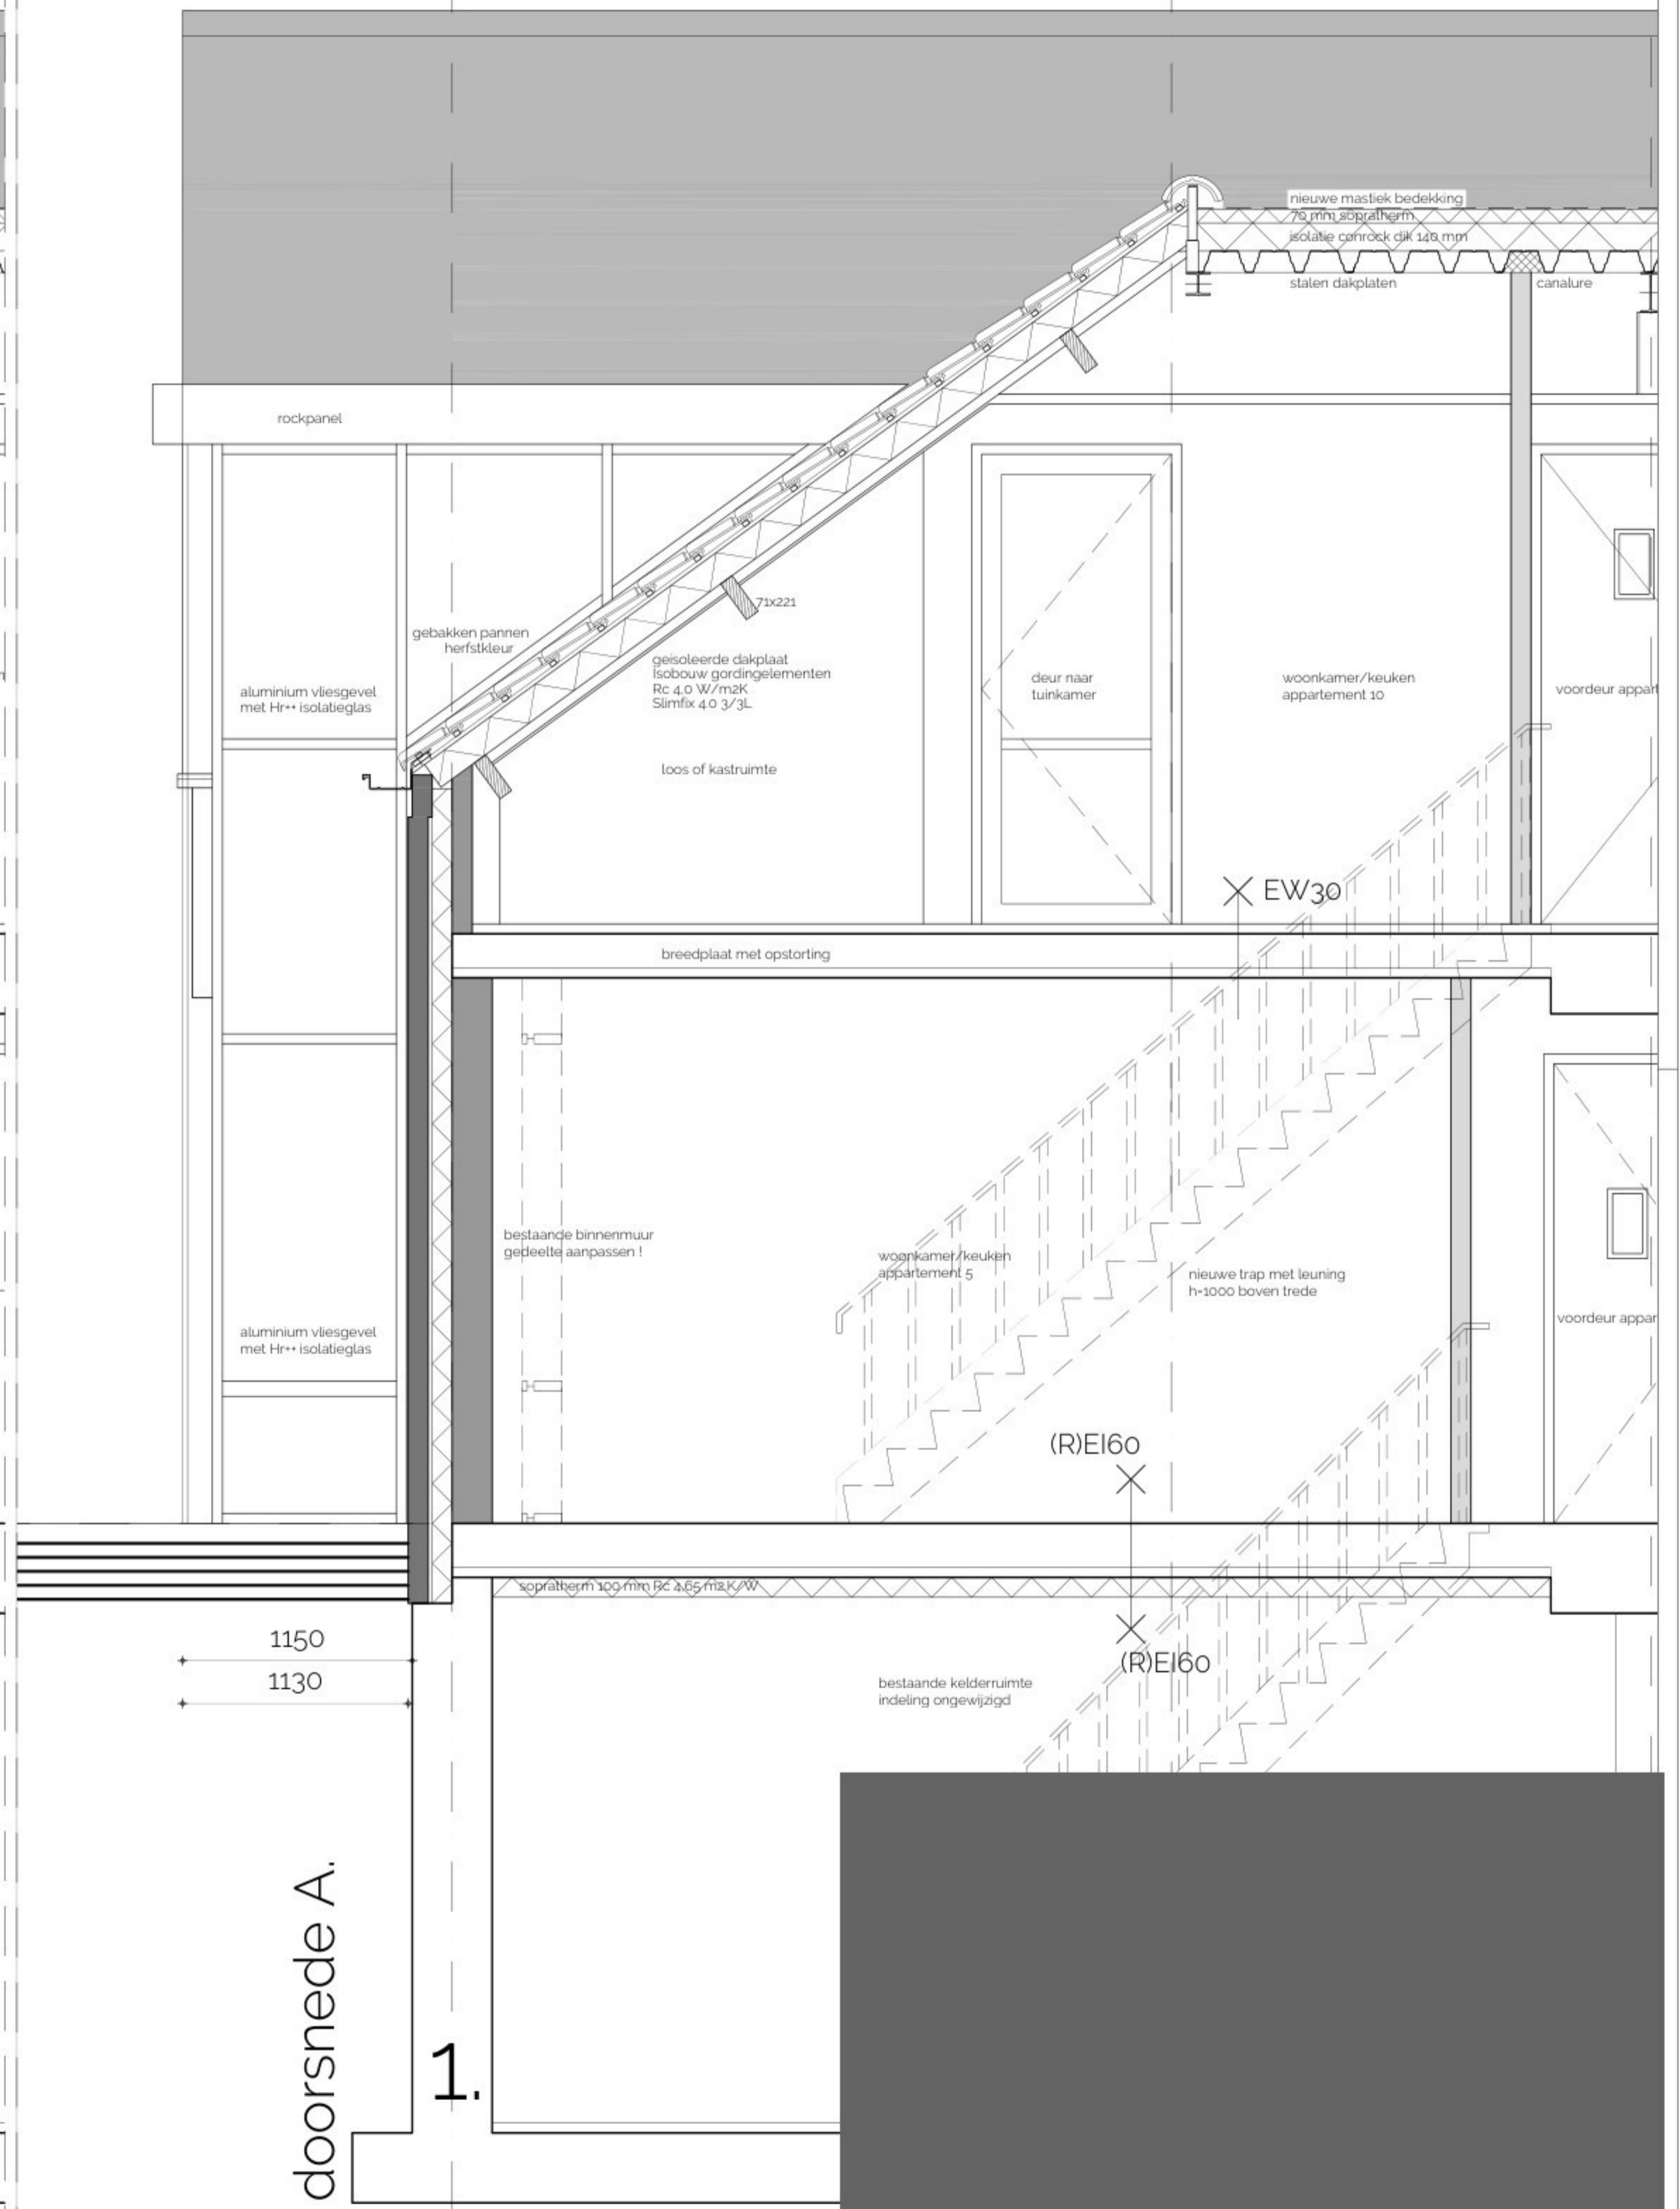 nieuwe mastiek bedekking
70 mm sopratherm
isolatie conrock dik 140 mm
stalen dakplaten
canalure
rockpanel
71x221
gebakken pannen
herfstkleur
geisoleerde dakplaat
Isobouw gordingelementen
Rc 4.0 W/m2K
Slimfix 4.0 3/3L
aluminium vliesgevel
met Hr++ isolatieglas
deur naar
tuinkamer
woonkamer/keuken
appartement 10
voordeur appart
loos of kastruimte
EW30
breedplaat met opstorting
bestaande binnenmuur
gedeelte aanpassen !
woonkamer/keuken
appartement 5
nieuwe trap met leuning
h=1000 boven trede
aluminium vliesgevel
met Hr++ isolatieglas
voordeur appar
(R)EI60
sopratherm 100 mm Rc 4,65 m2K/W
1150
(R)EI60
1130
bestaande kelderruimte
indeling ongewijzigd
doorsnede A.
1.